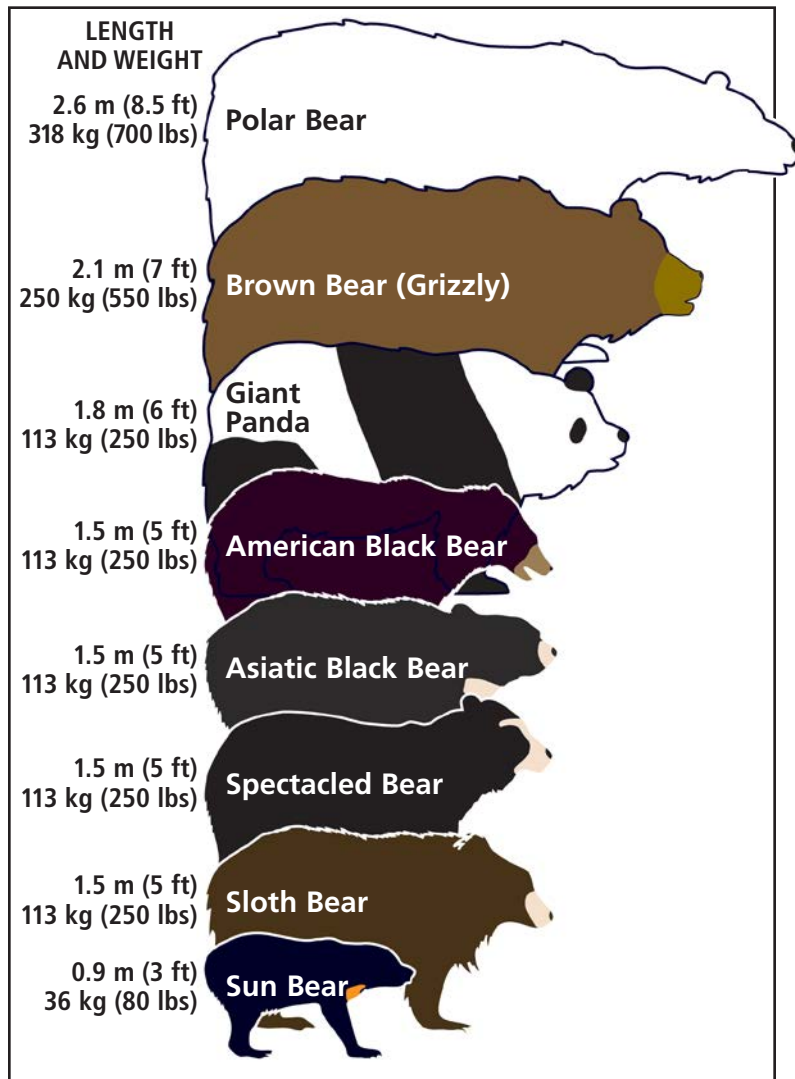 LENGTH
AND WEIGHT
2.6 m (8.5 ft)
318 kg (700 lbs)
Polar Bear
2.1 m (7 ft)
250 kg (550 lbs)
Brown Bear (Grizzly)
1.8 m (6 ft)
113 kg (250 lbs)
Giant
Panda
1.5 m (5 ft)
113 kg (250 lbs)
American Black Bear
1.5 m (5 ft)
113 kg (250 lbs)
Asiatic Black Bear
1.5 m (5 ft)
113 kg (250 lbs)
Spectacled Bear
1.5 m (5 ft)
113 kg (250 lbs)
Sloth Bear
0.9 m (3 ft)
36 kg (80 lbs)
Sun Bear